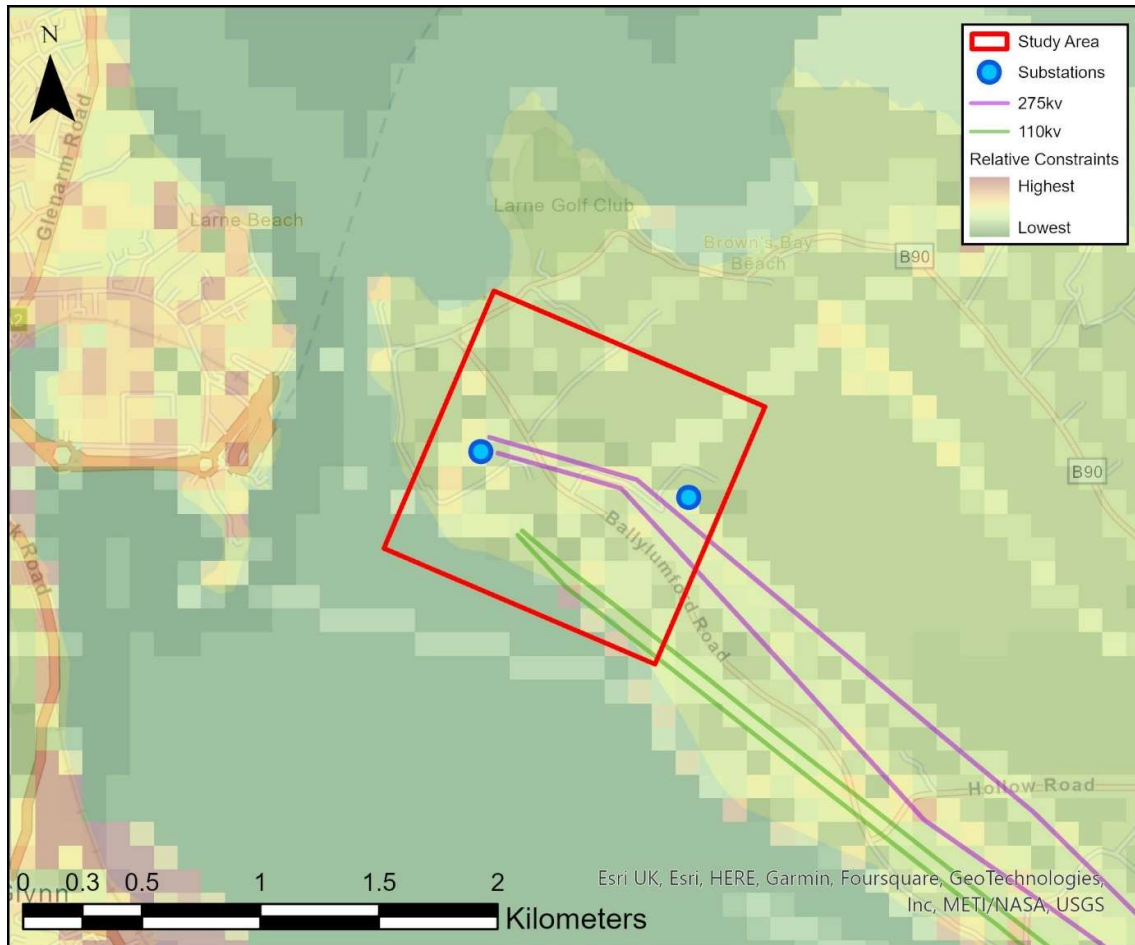 N
Study Area
Substations
275kv
110kv
Relative Constraints
Highest
Lowest
Glenarm Road
Larne Beach
Larne Golf Club
Brown's Bay
Beach
B90
2
B90
Ballylumford Road
k Road
Hollow Road
Glynn
0 0.3 0.5 1 1.5 2
Kilometers
Esri UK, Esri, HERE, Garmin, Foursquare, GeoTechnologies,
Inc, METI/NASA, USGS